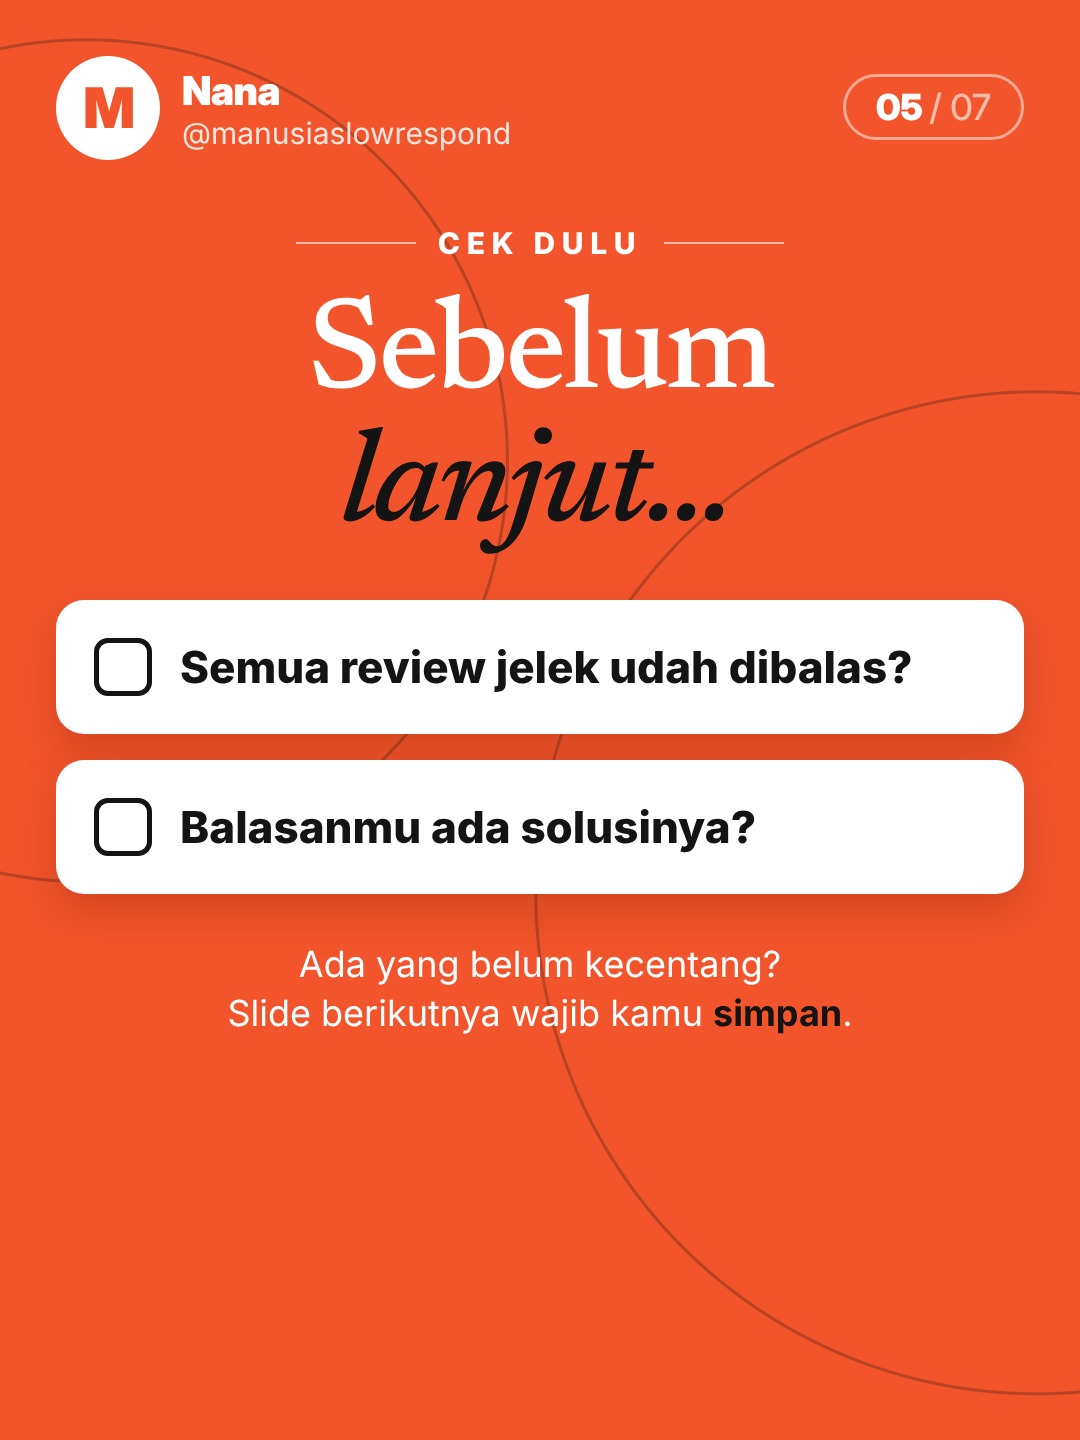 M
Nana
@manusiaslowrespond
05 / 07
CEK DULU
Sebelum
lanjut...
Semua review jelek udah dibalas?
Balasanmu ada solusinya?
Ada yang belum kecentang?
Slide berikutnya wajib kamu simpan.